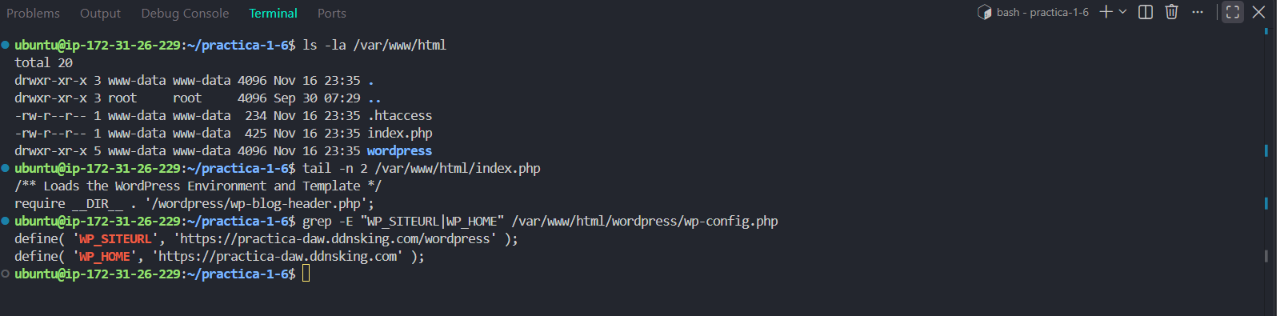 Problems Output Debug Console Terminal Ports bash - practica-1-6
ubuntu@ip-172-31-26-229:~/practica-1-6$ ls -la /var/www/html
total 20
drwxr-xr-x 3 www-data www-data 4096 Nov 16 23:35 .
drwxr-xr-x 3 root     root     4096 Sep 30 07:29 ..
-rw-r--r-- 1 www-data www-data  234 Nov 16 23:35 .htaccess
-rw-r--r-- 1 www-data www-data  425 Nov 16 23:35 index.php
drwxr-xr-x 5 www-data www-data 4096 Nov 16 23:35 wordpress
ubuntu@ip-172-31-26-229:~/practica-1-6$ tail -n 2 /var/www/html/index.php
/** Loads the WordPress Environment and Template */
require __DIR__ . '/wordpress/wp-blog-header.php';
ubuntu@ip-172-31-26-229:~/practica-1-6$ grep -E "WP_SITEURL|WP_HOME" /var/www/html/wordpress/wp-config.php
define( 'WP_SITEURL', 'https://practica-daw.ddnsking.com/wordpress' );
define( 'WP_HOME', 'https://practica-daw.ddnsking.com' );
ubuntu@ip-172-31-26-229:~/practica-1-6$